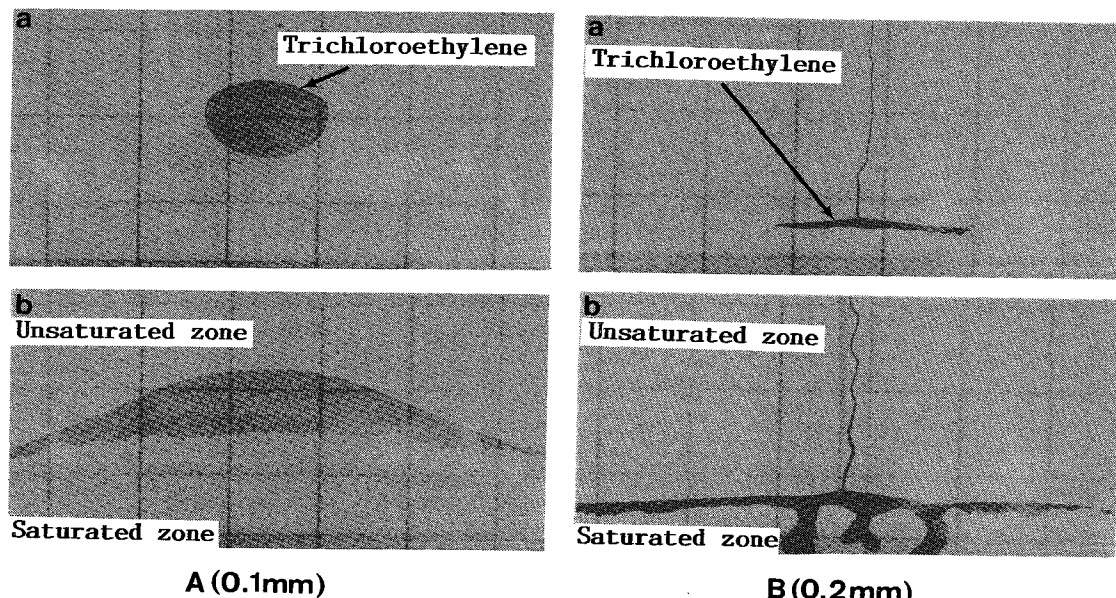 a
Trichloroethylene
a
Trichloroethylene
b
Unsaturated zone
Saturated zone
b
Unsaturated zone
Saturated zone
A (0.1mm)
B (0.2mm)